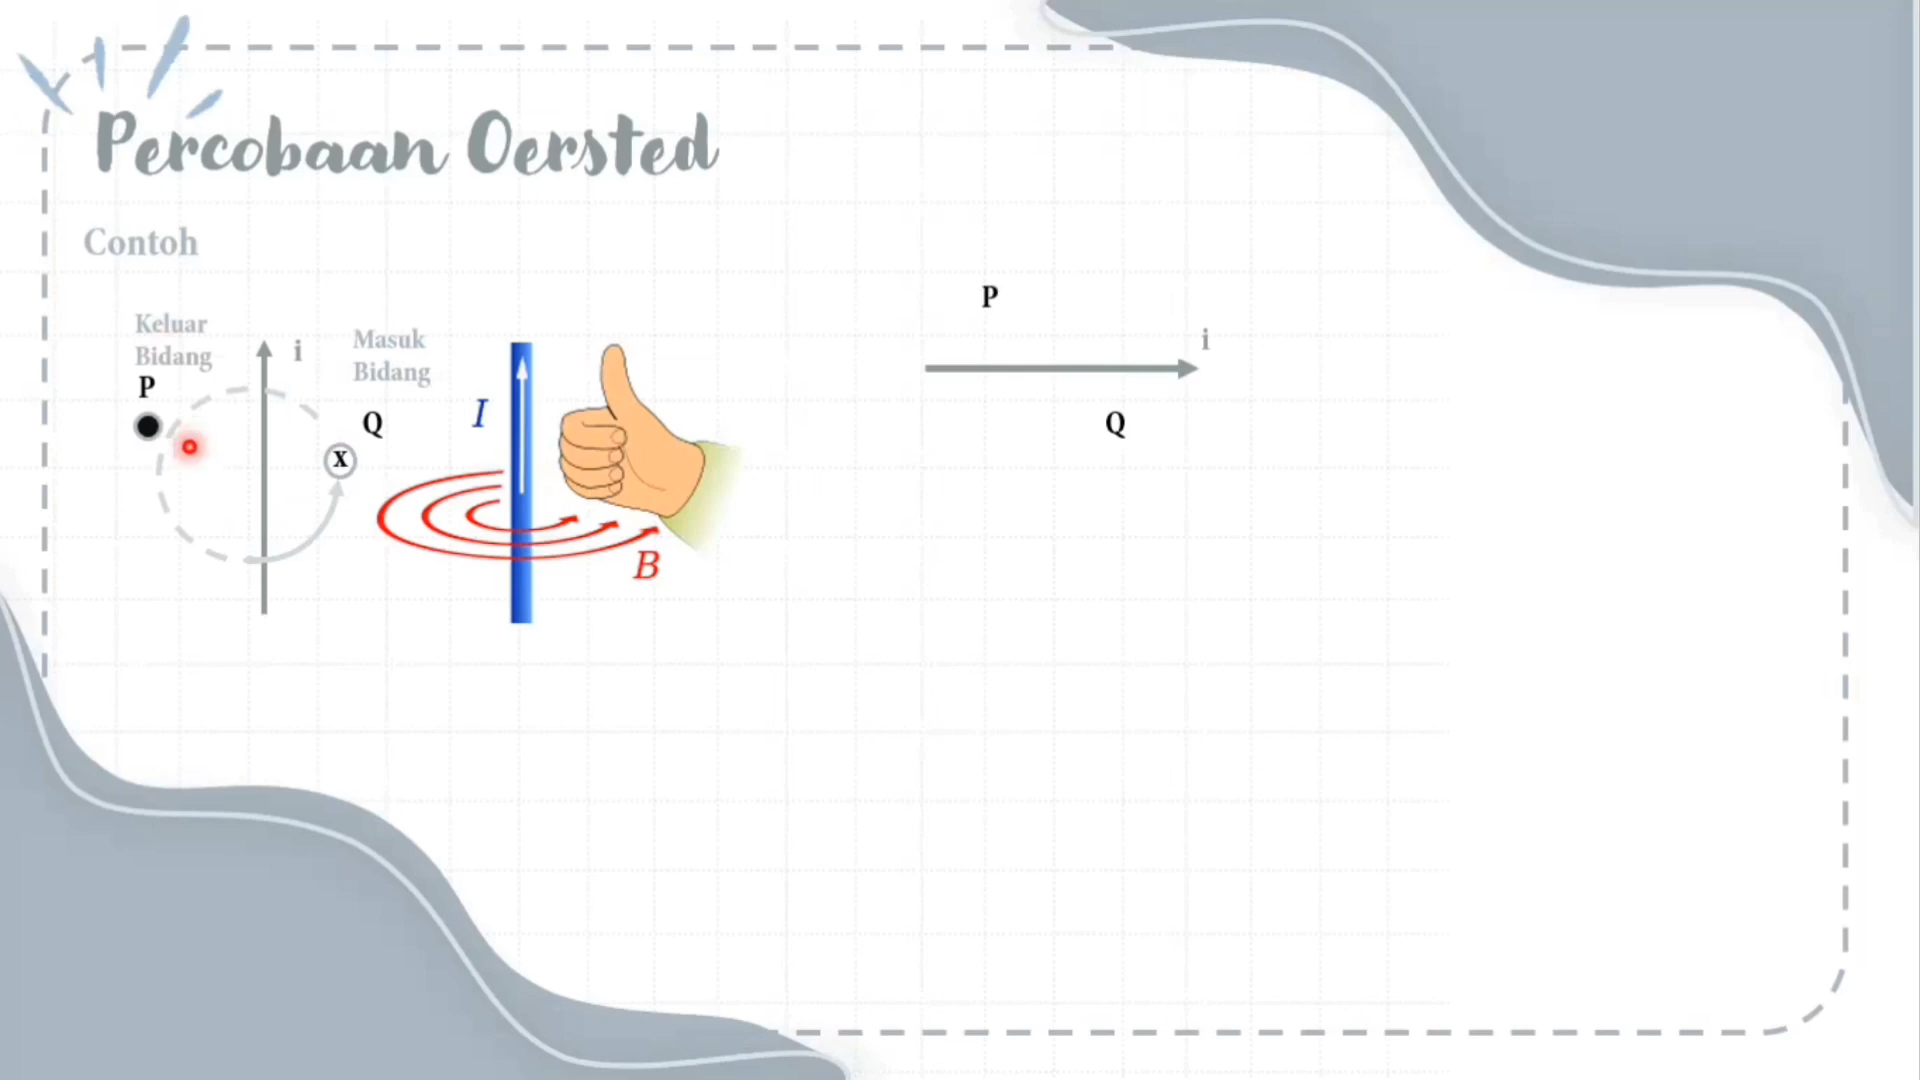 Percobaan Oersted
Contoh
Keluar
Bidang
P
i
Masuk
Bidang
Q
x
I
B
P
i
Q